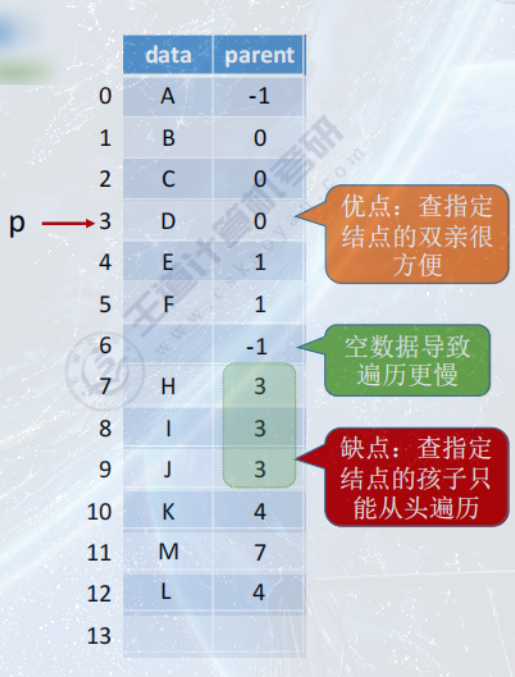 data parent
0 A -1
1 B 0
2 C 0
p 3 D 0
优点：查指定
结点的双亲很
方便
4 E 1
5 F 1
6 -1
空数据导致
遍历更慢
7 H 3
8 I 3
9 J 3
缺点：查指定
结点的孩子只
能从头遍历
10 K 4
11 M 7
12 L 4
13
王道计算机考研